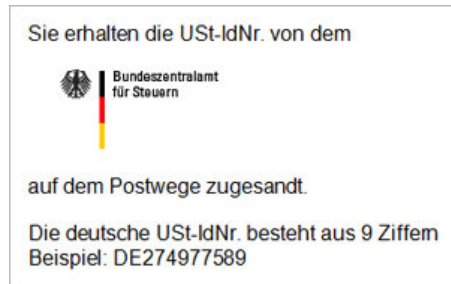 Sie erhalten die USt-IdNr. von dem
Bundeszentralamt
für Steuern
auf dem Postwege zugesandt.
Die deutsche USt-IdNr. besteht aus 9 Ziffern
Beispiel: DE274977589